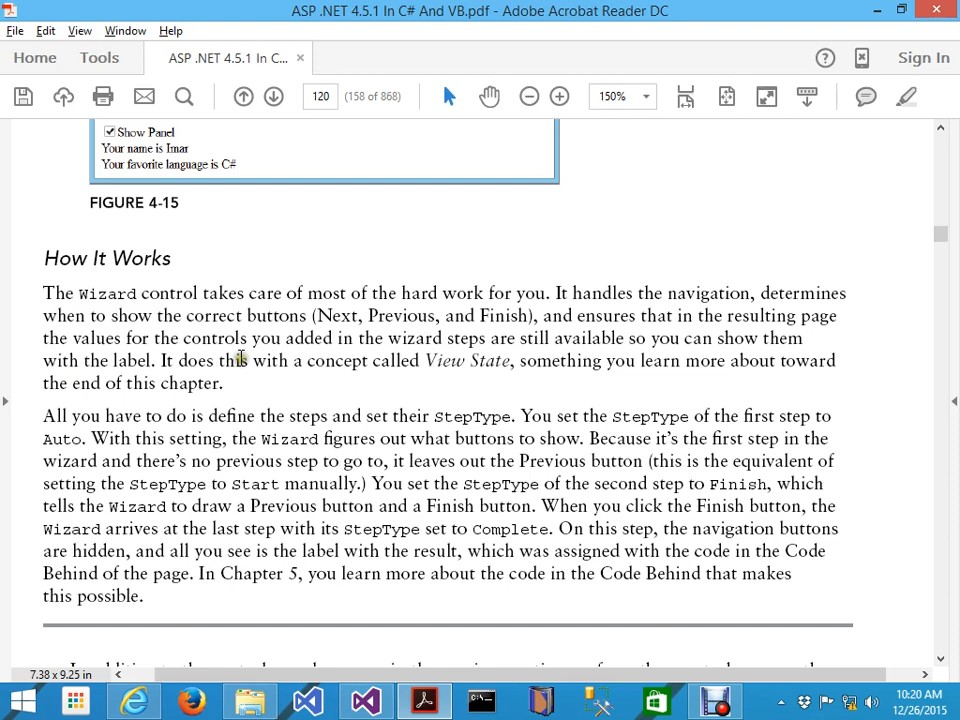 ASP .NET 4.5.1 In C# And VB.pdf - Adobe Acrobat Reader DC
File Edit View Window Help
Home Tools ASP .NET 4.5.1 In C... × Sign In
120 (158 of 868) 150%
Show Panel
Your name is Imar
Your favorite language is C#
FIGURE 4-15
How It Works
The Wizard control takes care of most of the hard work for you. It handles the navigation, determines
when to show the correct buttons (Next, Previous, and Finish), and ensures that in the resulting page
the values for the controls you added in the wizard steps are still available so you can show them
with the label. It does this with a concept called View State, something you learn more about toward
the end of this chapter.
All you have to do is define the steps and set their StepType. You set the StepType of the first step to
Auto. With this setting, the Wizard figures out what buttons to show. Because it's the first step in the
wizard and there's no previous step to go to, it leaves out the Previous button (this is the equivalent of
setting the StepType to Start manually.) You set the StepType of the second step to Finish, which
tells the Wizard to draw a Previous button and a Finish button. When you click the Finish button, the
Wizard arrives at the last step with its StepType set to Complete. On this step, the navigation buttons
are hidden, and all you see is the label with the result, which was assigned with the code in the Code
Behind of the page. In Chapter 5, you learn more about the code in the Code Behind that makes
this possible.
7.38 x 9.25 in
10:20 AM
12/26/2015